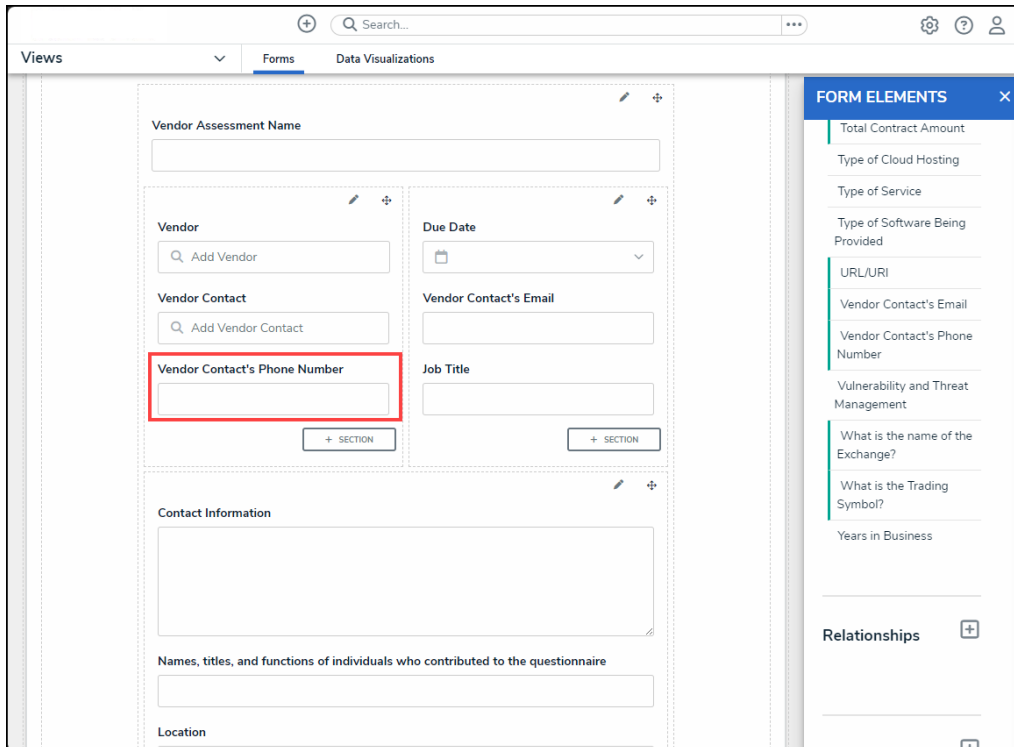 Search...
Views
Forms
Data Visualizations
Vendor Assessment Name
Vendor
Add Vendor
Due Date
Vendor Contact
Add Vendor Contact
Vendor Contact's Email
Vendor Contact's Phone Number
Job Title
+ SECTION
+ SECTION
Contact Information
Names, titles, and functions of individuals who contributed to the questionnaire
Location
FORM ELEMENTS
Total Contract Amount
Type of Cloud Hosting
Type of Service
Type of Software Being
Provided
URL/URI
Vendor Contact's Email
Vendor Contact's Phone
Number
Vulnerability and Threat
Management
What is the name of the
Exchange?
What is the Trading
Symbol?
Years in Business
Relationships